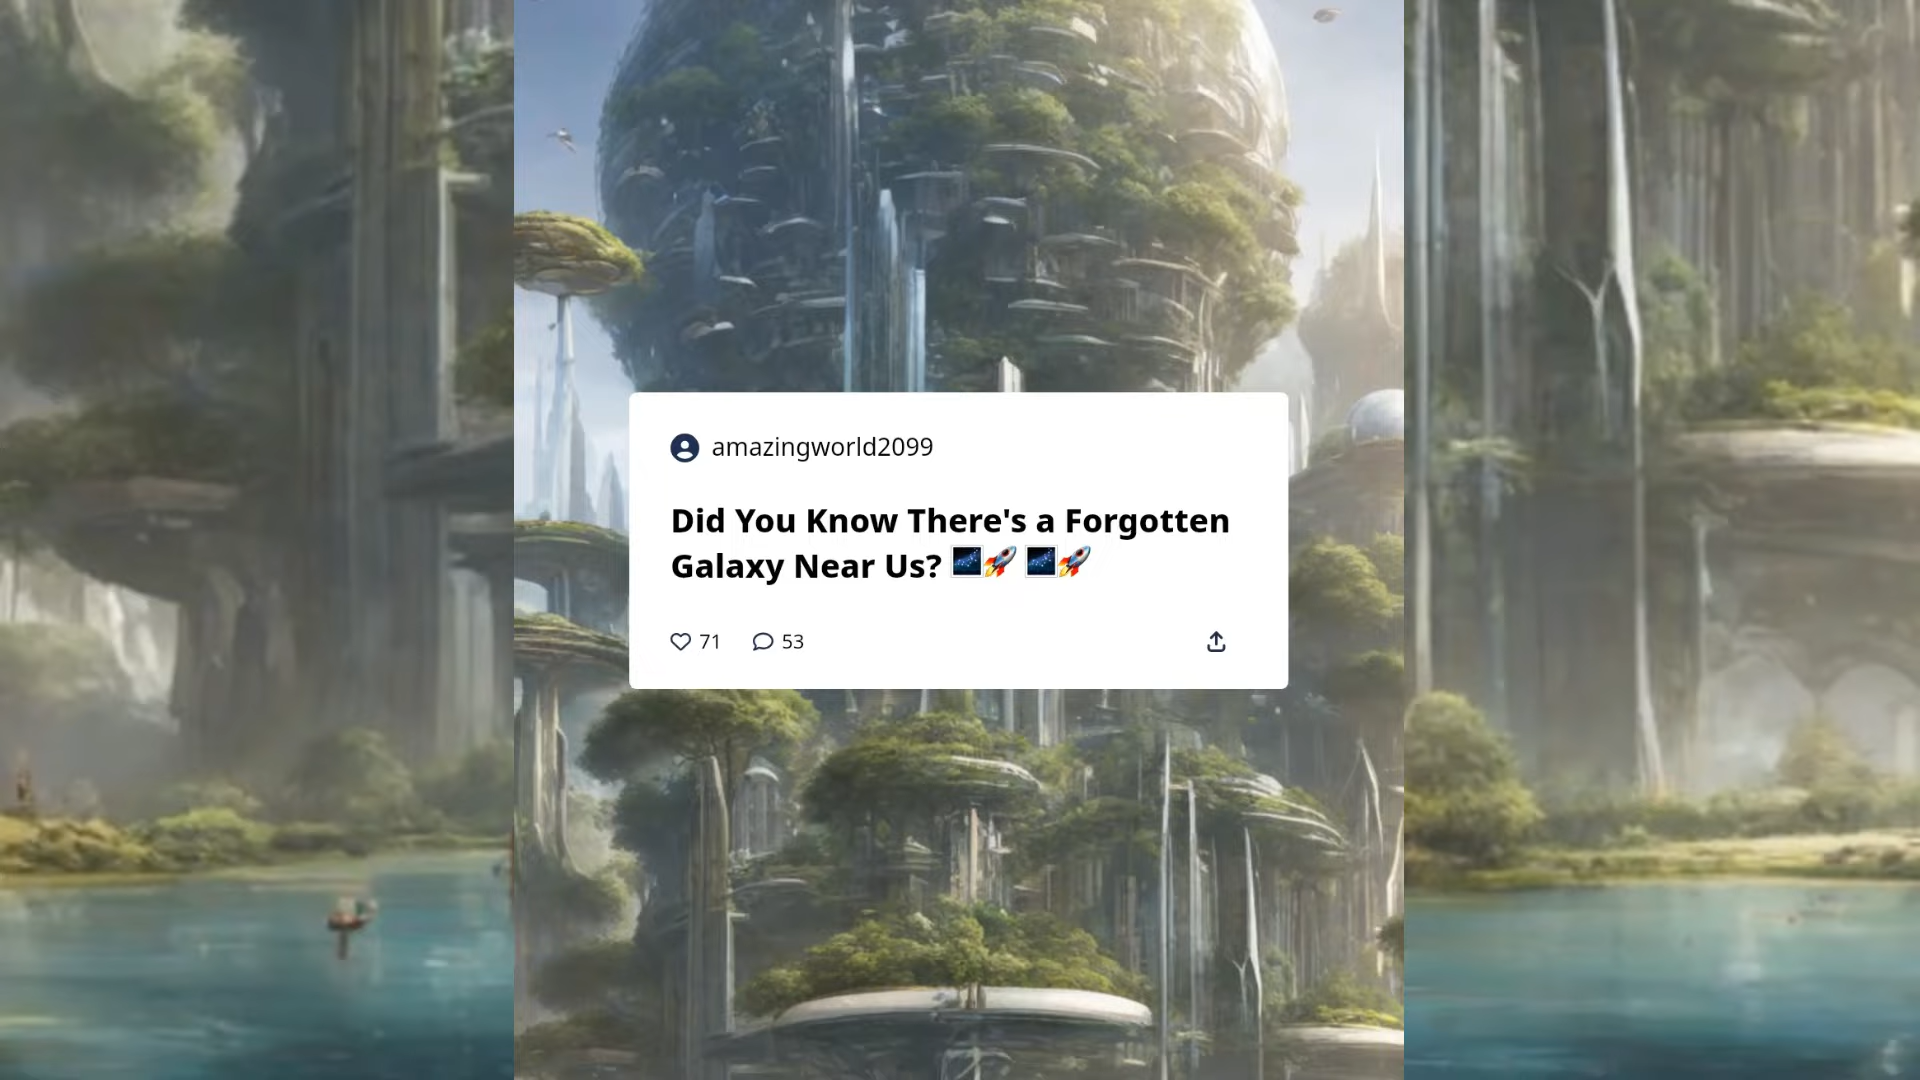 amazingworld2099
Did You Know There's a Forgotten
Galaxy Near Us? 🌌🚀 🌌🚀
71 53